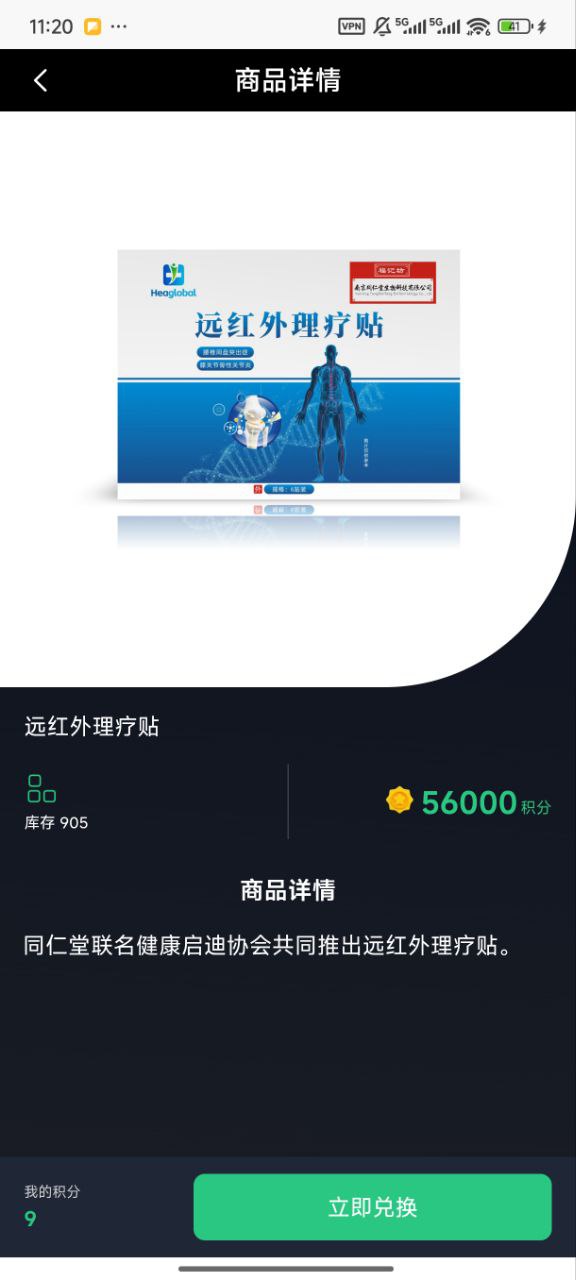 11:20
VPN 5G 5G 6 41
商品详情
Heaglobal
福记坊
南京同仁堂生物科技有限公司
远红外理疗贴
腰椎间盘突出症
膝关节骨性关节炎
规格：6贴装
远红外理疗贴
库存 905
56000积分
商品详情
同仁堂联名健康启迪协会共同推出远红外理疗贴。
我的积分
9
立即兑换